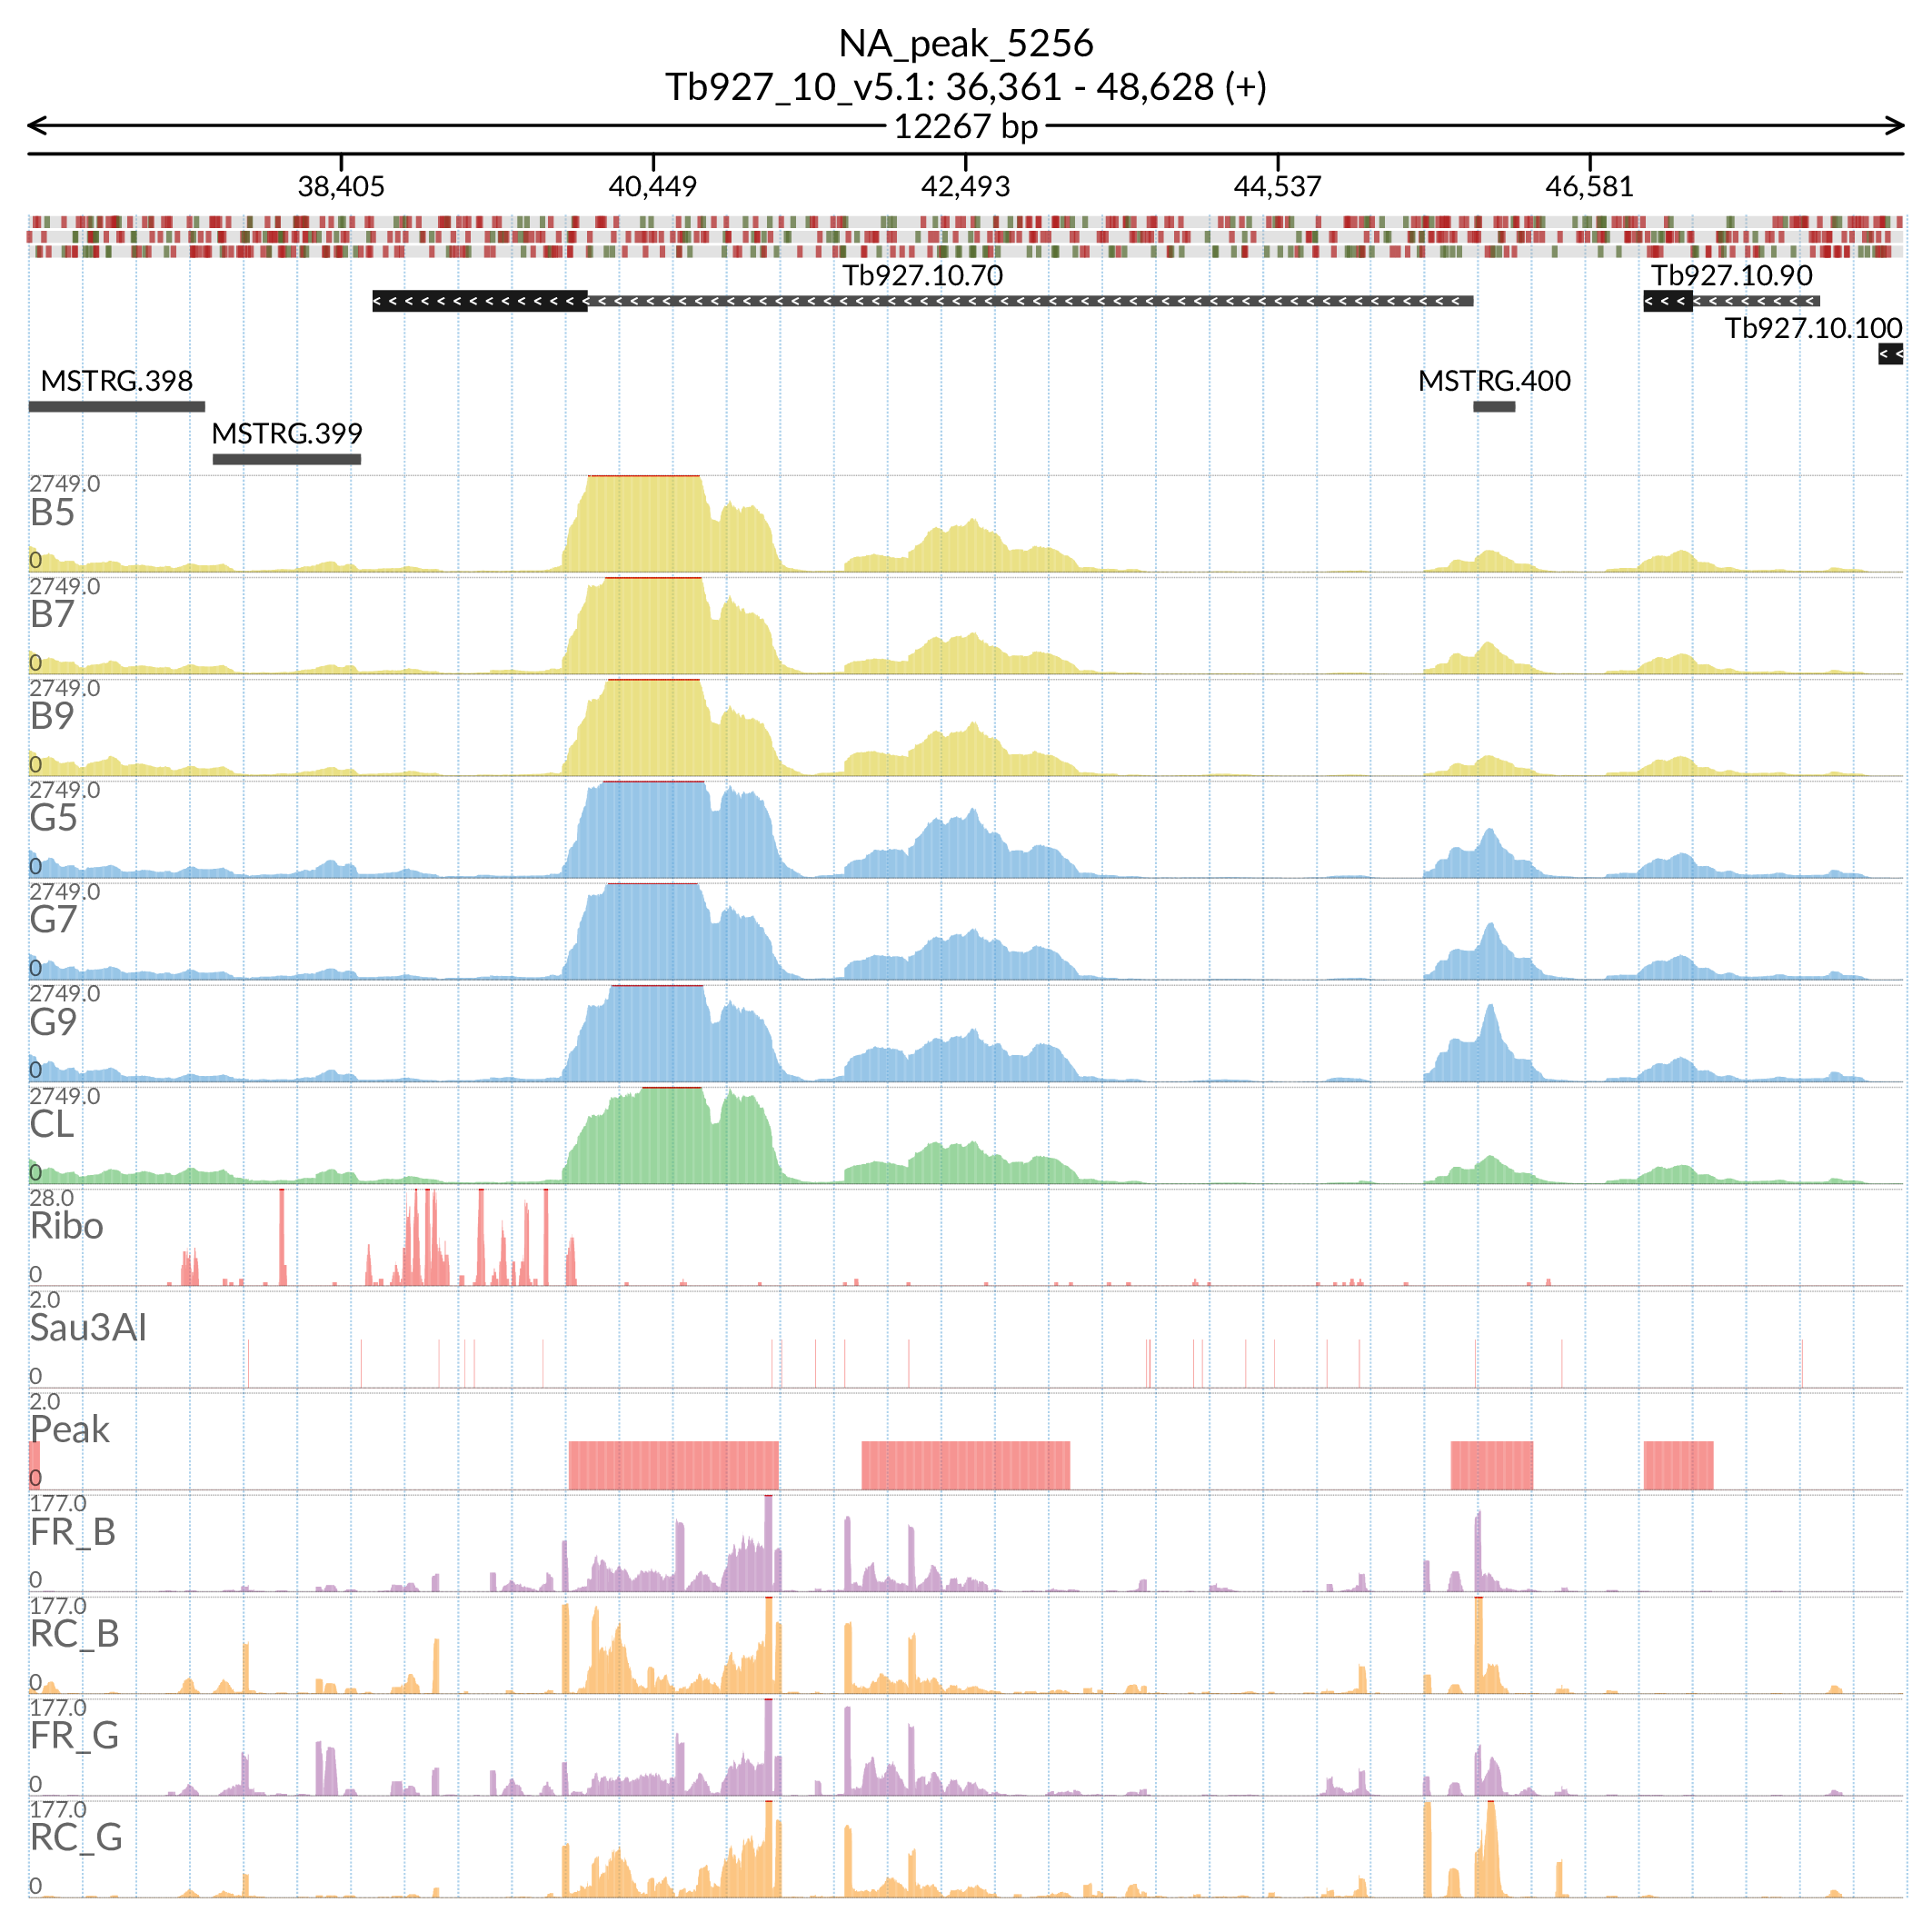 NA_peak_5256
Tb927_10_v5.1: 36,361 - 48,628 (+)
12267 bp
38,405 40,449 42,493 44,537 46,581
Tb927.10.70 Tb927.10.90
Tb927.10.100
MSTRG.398 MSTRG.400
MSTRG.399
2749.0
B5
0
2749.0
B7
0
2749.0
B9
0
2749.0
G5
0
2749.0
G7
0
2749.0
G9
0
2749.0
CL
0
28.0
Ribo
0
2.0
Sau3AI
0
2.0
Peak
0
177.0
FR_B
0
177.0
RC_B
0
177.0
FR_G
0
177.0
RC_G
0